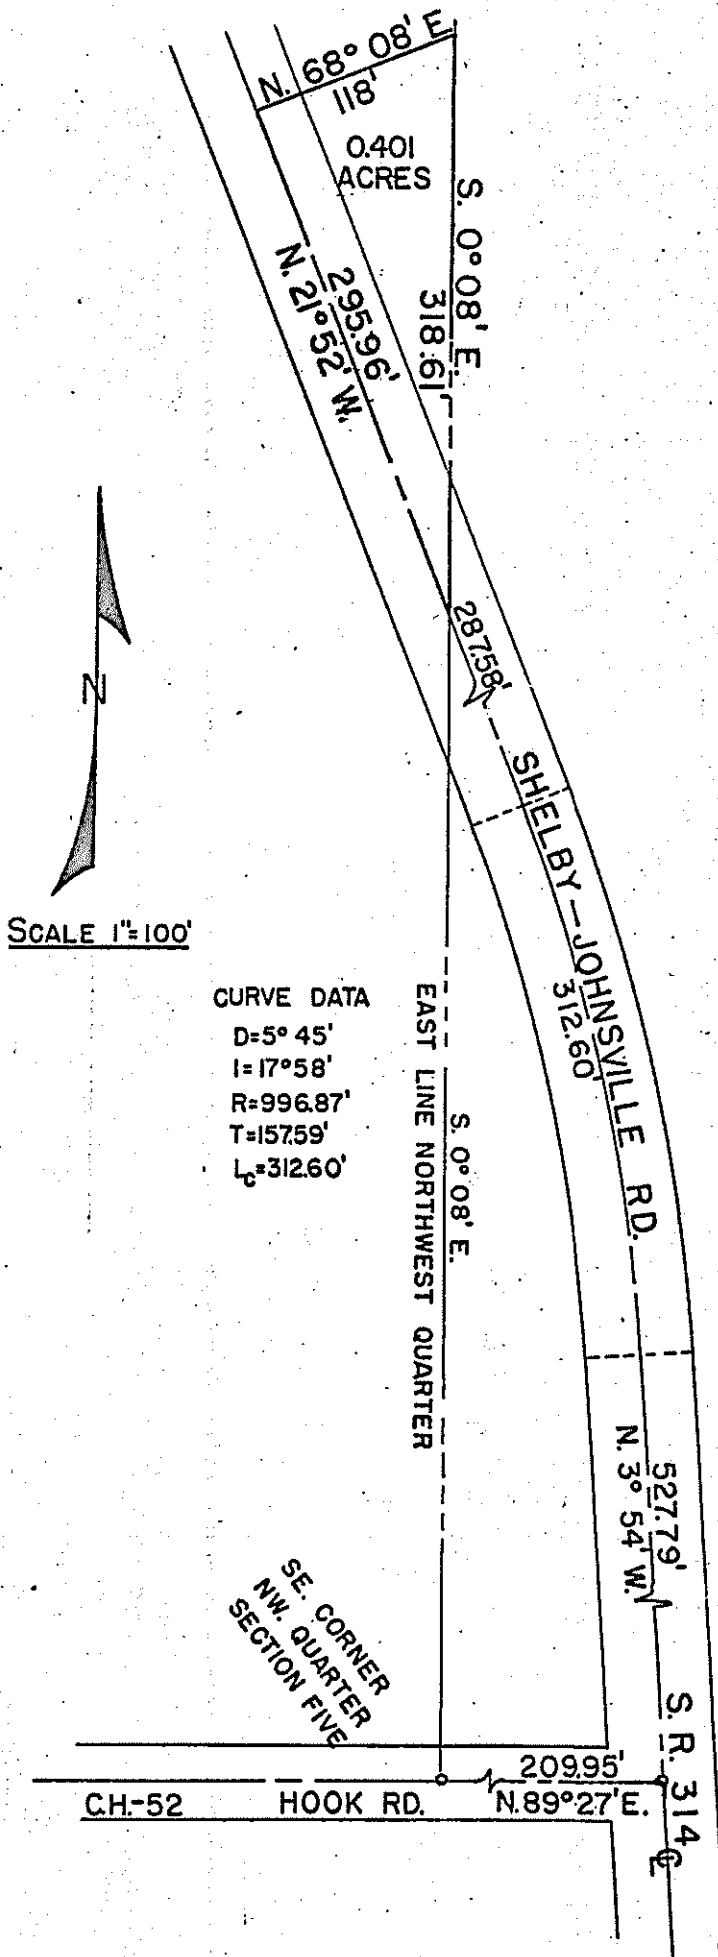 N. 68° 08' E.
118'
0.401
ACRES
S. 0° 08' E.
318.61'
295.96'
N. 21° 52' W.
287.58'
SHELBY-JOHNSVILLE RD.
312.60'
N
SCALE 1"=100'
CURVE DATA
D=5° 45'
I=17° 58'
R=996.87'
T=157.59'
Lc=312.60'
EAST LINE NORTHWEST QUARTER
S. 0° 08' E.
527.79'
N. 3° 54' W.
SE. CORNER
NW. QUARTER
SECTION FIVE
S.R. 314 ℄
209.95'
C.H.-52 HOOK RD. N.89°27'E.